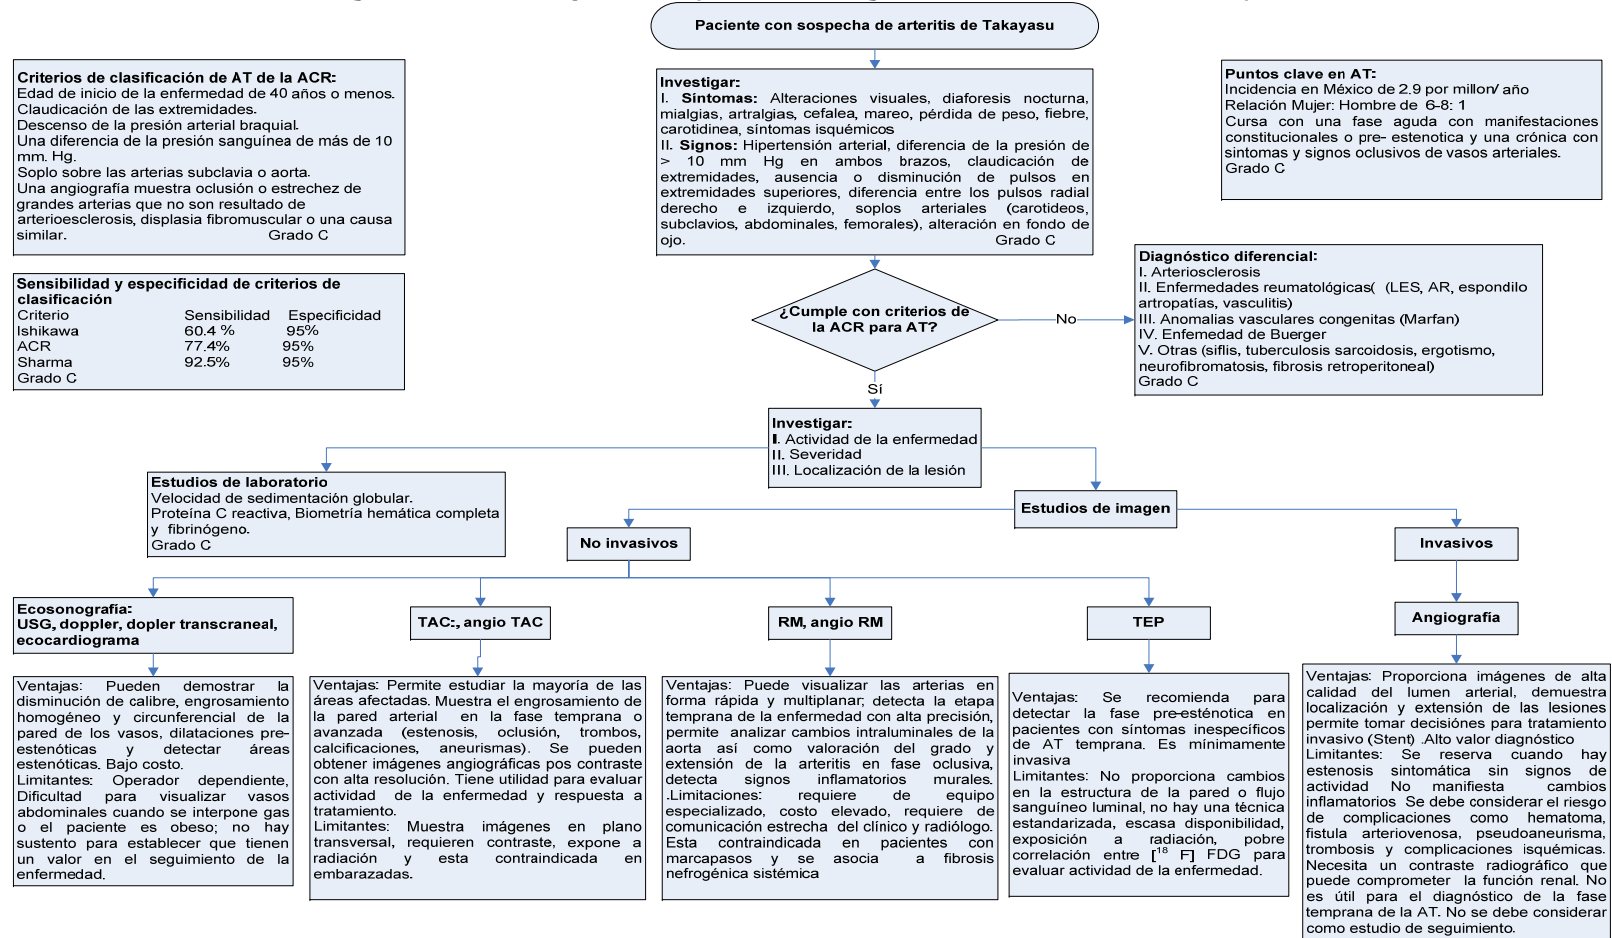 Paciente con sospecha de arteritis de Takayasu
Criterios de clasificación de AT de la ACR:
Edad de inicio de la enfermedad de 40 años o menos.
Claudicación de las extremidades.
Descenso de la presión arterial braquial.
Una diferencia de la presión sanguínea de más de 10
mm. Hg.
Soplo sobre las arterias subclavia o aorta.
Una angiografía muestra oclusión o estrechez de
grandes arterias que no son resultado de
arterioesclerosis, displasia fibromuscular o una causa
similar. Grado C
Investigar:
I. Síntomas: Alteraciones visuales, diaforesis nocturna,
mialgias, artralgias, cefalea, mareo, pérdida de peso, fiebre,
carotidinea, síntomas isquémicos
II. Signos: Hipertensión arterial, diferencia de la presión de
> 10 mm Hg en ambos brazos, claudicación de
extremidades, ausencia o disminución de pulsos en
extremidades superiores, diferencia entre los pulsos radial
derecho e izquierdo, soplos arteriales (carotideos,
subclavios, abdominales, femorales), alteración en fondo de
ojo. Grado C
Puntos clave en AT:
Incidencia en México de 2.9 por millon/ año
Relación Mujer: Hombre de 6-8: 1
Cursa con una fase aguda con manifestaciones
constitucionales o pre- estenotica y una crónica con
sintomas y signos oclusivos de vasos arteriales.
Grado C
Sensibilidad y especificidad de criterios de
clasificación
Criterio Sensibilidad Especificidad
Ishikawa 60.4 % 95%
ACR 77.4% 95%
Sharma 92.5% 95%
Grado C
¿Cumple con criterios de
la ACR para AT?
No
Sí
Diagnóstico diferencial:
I. Arteriosclerosis
II. Enfermedades reumatológicas( (LES, AR, espondilo
artropatías, vasculitis)
III. Anomalias vasculares congenitas (Marfan)
IV. Enfemedad de Buerger
V. Otras (siflis, tuberculosis sarcoidosis, ergotismo,
neurofibromatosis, fibrosis retroperitoneal)
Grado C
Investigar:
I. Actividad de la enfermedad
II. Severidad
III. Localización de la lesión
Estudios de laboratorio
Velocidad de sedimentación globular.
Proteína C reactiva, Biometría hemática completa
y fibrinógeno.
Grado C
Estudios de imagen
No invasivos
Invasivos
Ecosonografía:
USG, doppler, dopler transcraneal,
ecocardiograma
TAC:, angio TAC
RM, angio RM
TEP
Angiografía
Ventajas: Pueden demostrar la
disminución de calibre, engrosamiento
homogéneo y circunferencial de la
pared de los vasos, dilataciones pre-
estenóticas y detectar áreas
estenóticas. Bajo costo.
Limitantes: Operador dependiente,
Dificultad para visualizar vasos
abdominales cuando se interpone gas
o el paciente es obeso; no hay
sustento para establecer que tienen
un valor en el seguimiento de la
enfermedad.
Ventajas: Permite estudiar la mayoría de las
áreas afectadas. Muestra el engrosamiento de
la pared arterial en la fase temprana o
avanzada (estenosis, oclusión, trombos,
calcificaciones, aneurismas). Se pueden
obtener imágenes angiográficas pos contraste
con alta resolución. Tiene utilidad para evaluar
actividad de la enfermedad y respuesta a
tratamiento.
Limitantes: Muestra imágenes en plano
transversal, requieren contraste, expone a
radiación y esta contraindicada en
embarazadas.
Ventajas: Puede visualizar las arterias en
forma rápida y multiplanar; detecta la etapa
temprana de la enfermedad con alta precisión,
permite analizar cambios intraluminales de la
aorta así como valoración del grado y
extensión de la arteritis en fase oclusiva,
detecta signos inflamatorios murales.
.Limitaciones: requiere de equipo
especializado, costo elevado, requiere de
comunicación estrecha del clínico y radiólogo.
Esta contraindicada en pacientes con
marcapasos y se asocia a fibrosis
nefrogénica sistémica
Ventajas: Se recomienda para
detectar la fase pre-esténotica en
pacientes con síntomas inespecíficos
de AT temprana. Es mínimamente
invasiva
Limitantes: No proporciona cambios
en la estructura de la pared o flujo
sanguíneo luminal, no hay una técnica
estandarizada, escasa disponibilidad,
exposición a radiación, pobre
correlación entre [18 F] FDG para
evaluar actividad de la enfermedad.
Ventajas: Proporciona imágenes de alta
calidad del lumen arterial, demuestra
localización y extensión de las lesiones
permite tomar decisiónes para tratamiento
invasivo (Stent) .Alto valor diagnóstico
Limitantes: Se reserva cuando hay
estenosis sintomática sin signos de
actividad No manifiesta cambios
inflamatorios Se debe considerar el riesgo
de complicaciones como hematoma,
fistula arteriovenosa, pseudoaneurisma,
trombosis y complicaciones isquémicas.
Necesita un contraste radiográfico que
puede comprometer la función renal. No
es útil para el diagnóstico de la fase
temprana de la AT. No se debe considerar
como estudio de seguimiento.